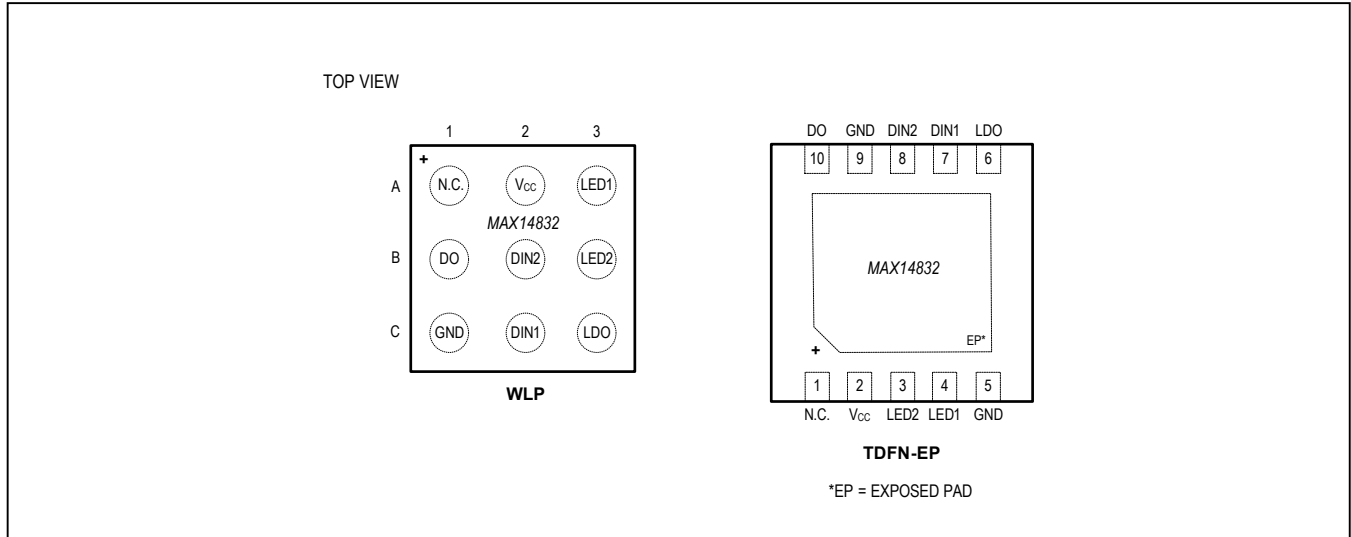 TOP VIEW
1 2 3
+
A N.C. Vcc LED1
MAX14832
B DO DIN2 LED2
C GND DIN1 LDO
WLP
DO GND DIN2 DIN1 LDO
10 9 8 7 6
MAX14832
EP*
+
1 2 3 4 5
N.C. Vcc LED2 LED1 GND
TDFN-EP
*EP = EXPOSED PAD